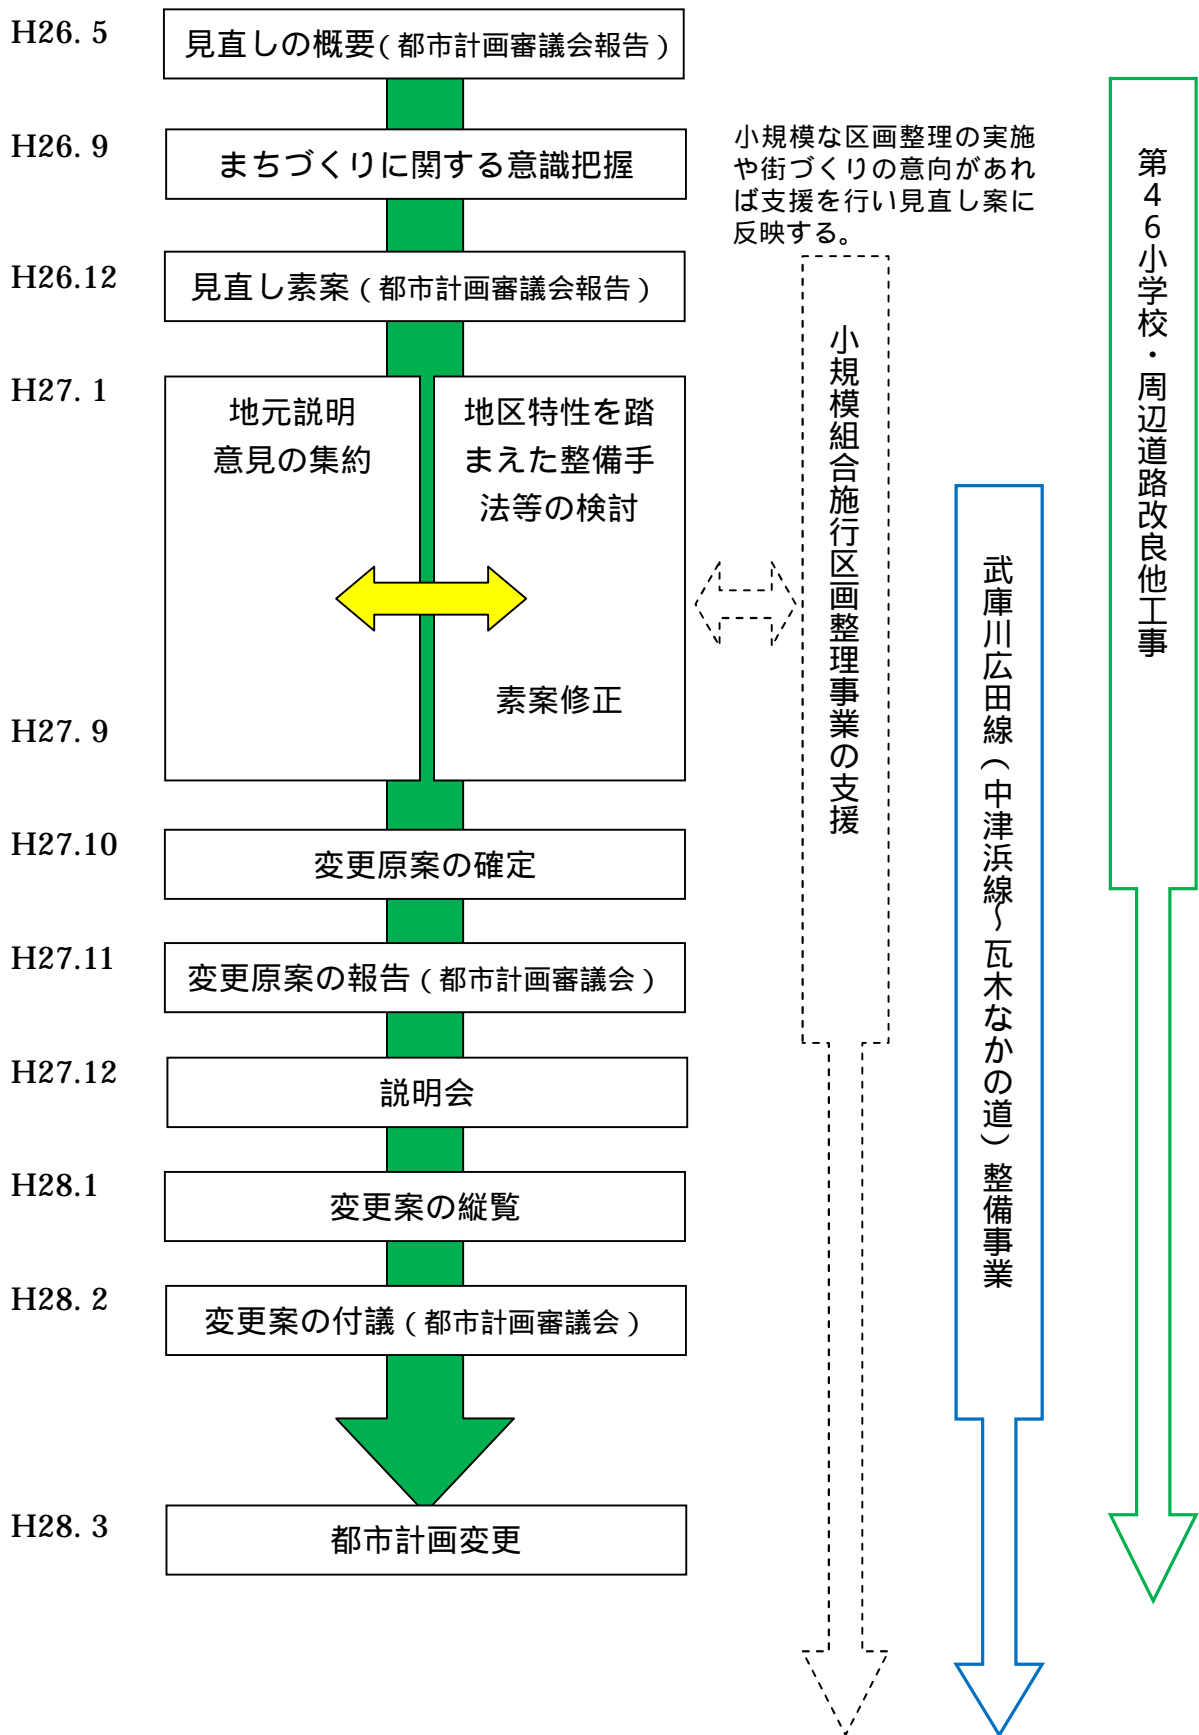 H26. 5
見直しの概要(都市計画審議会報告)
H26. 9
まちづくりに関する意識把握
H26.12
見直し素案(都市計画審議会報告)
H27. 1
地元説明
意見の集約
地区特性を踏
まえた整備手
法等の検討
素案修正
H27. 9
H27.10
変更原案の確定
H27.11
変更原案の報告(都市計画審議会)
H27.12
説明会
H28.1
変更案の縦覧
H28. 2
変更案の付議(都市計画審議会)
H28. 3
都市計画変更
小規模な区画整理の実施
や街づくりの意向があれ
ば支援を行い見直し案に
反映する。
小規模組合施行区画整理事業の支援
武庫川広田線(中津浜線~瓦木なかの道)整備事業
第46小学校・周辺道路改良他工事